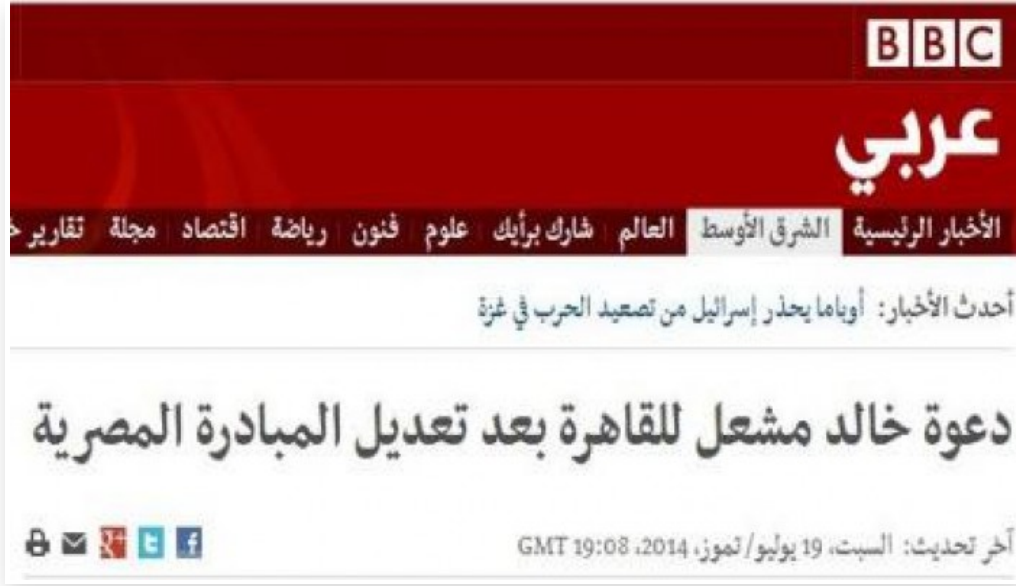 BBC
عربي
الأخبار الرئيسية الشرق الأوسط العالم شارك برأيك علوم فنون رياضة اقتصاد مجلة تقارير
أحدث الأخبار: أوباما يحذر إسرائيل من تصعيد الحرب في غزة
دعوة خالد مشعل للقاهرة بعد تعديل المبادرة المصرية
آخر تحديث: السبت، 19 يوليو/ تموز، 2014، 19:08 GMT